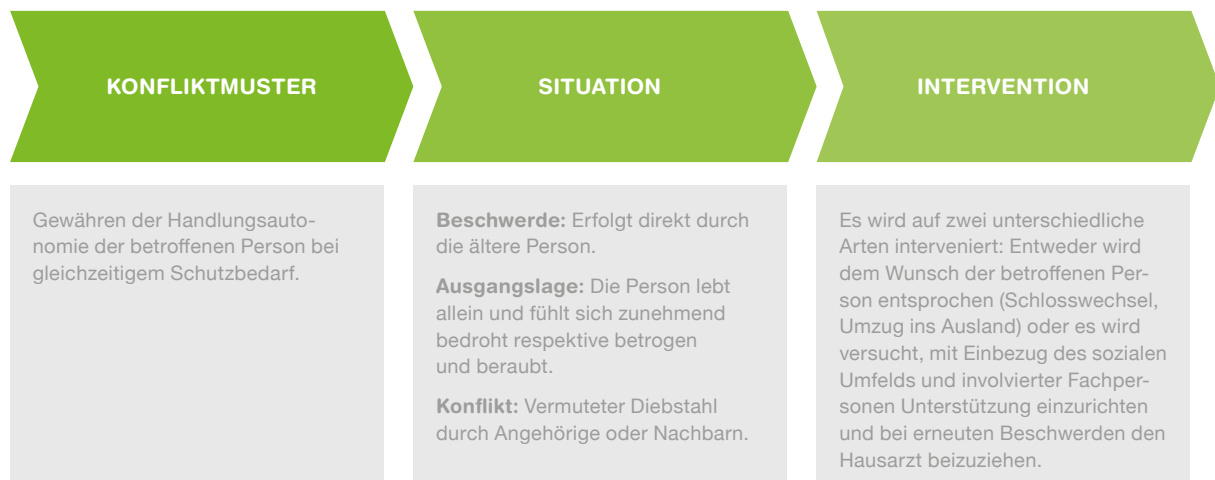 KONFLIKTMUSTER
Gewähren der Handlungsauto-
nomie der betroffenen Person bei
gleichzeitigem Schutzbedarf.
SITUATION
Beschwerde: Erfolgt direkt durch
die ältere Person.
Ausgangslage: Die Person lebt
allein und fühlt sich zunehmend
bedroht respektive betrogen
und beraubt.
Konflikt: Vermuteter Diebstahl
durch Angehörige oder Nachbarn.
INTERVENTION
Es wird auf zwei unterschiedliche
Arten interveniert: Entweder wird
dem Wunsch der betroffenen Per-
son entsprochen (Schlosswechsel,
Umzug ins Ausland) oder es wird
versucht, mit Einbezug des sozialen
Umfelds und involvierter Fachper-
sonen Unterstützung einzurichten
und bei erneuten Beschwerden den
Hausarzt beizuziehen.